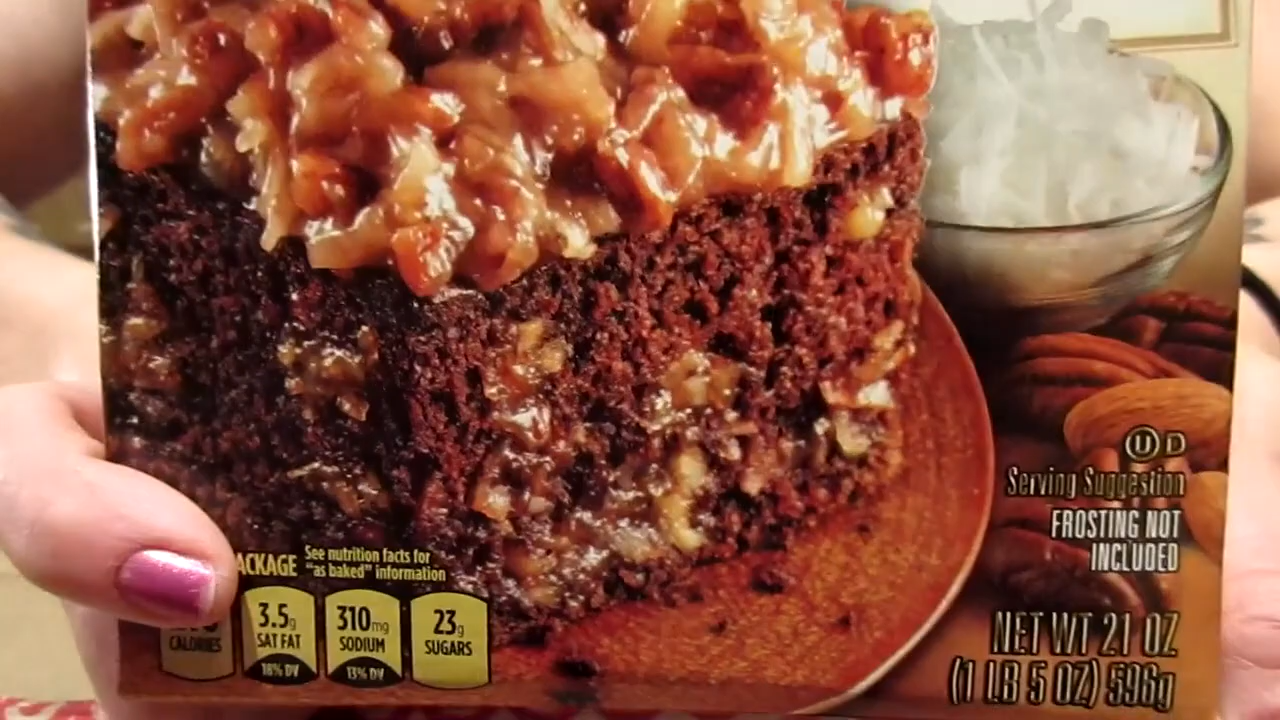 U D
Serving Suggestion
FROSTING NOT
INCLUDED
NET WT 21 OZ
(1 LB 5 OZ) 596g
See nutrition facts for
"as baked" information
3.5g
SAT FAT
18% DV
310mg
SODIUM
13% DV
23g
SUGARS
CALORIES